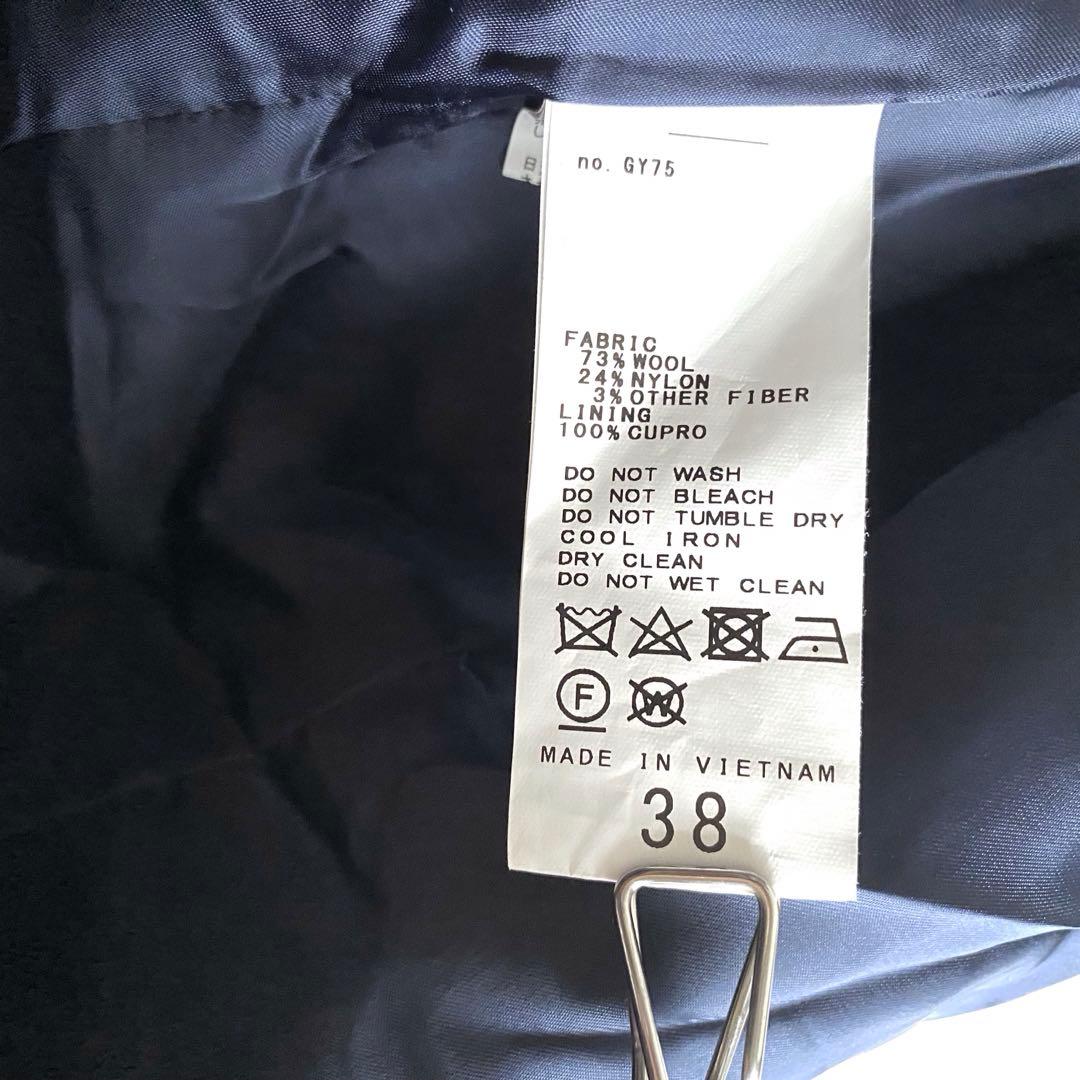 no. GY75
FABRIC
73% WOOL
24% NYLON
3% OTHER FIBER
LINING
100% CUPRO
DO NOT WASH
DO NOT BLEACH
DO NOT TUMBLE DRY
COOL IRON
DRY CLEAN
DO NOT WET CLEAN
F W
MADE IN VIETNAM
38